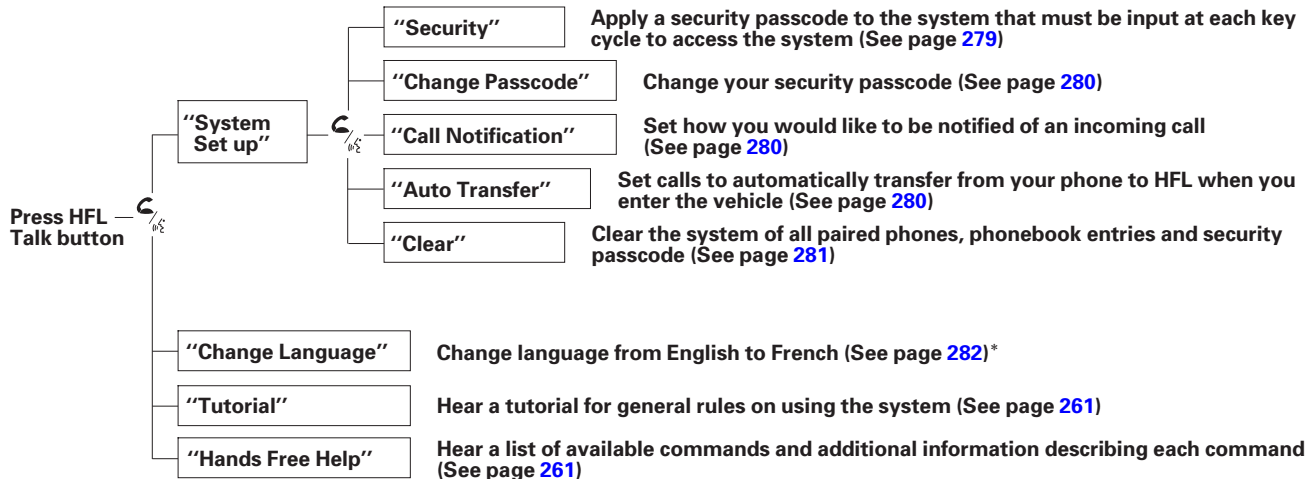 "Security"
Apply a security passcode to the system that must be input at each key
cycle to access the system (See page 279)
"Change Passcode"
Change your security passcode (See page 280)
"System
Set up"
"Call Notification"
Set how you would like to be notified of an incoming call
(See page 280)
"Auto Transfer"
Set calls to automatically transfer from your phone to HFL when you
enter the vehicle (See page 280)
Press HFL
Talk button
"Clear"
Clear the system of all paired phones, phonebook entries and security
passcode (See page 281)
"Change Language"
Change language from English to French (See page 282)*
"Tutorial"
Hear a tutorial for general rules on using the system (See page 261)
"Hands Free Help"
Hear a list of available commands and additional information describing each command
(See page 261)